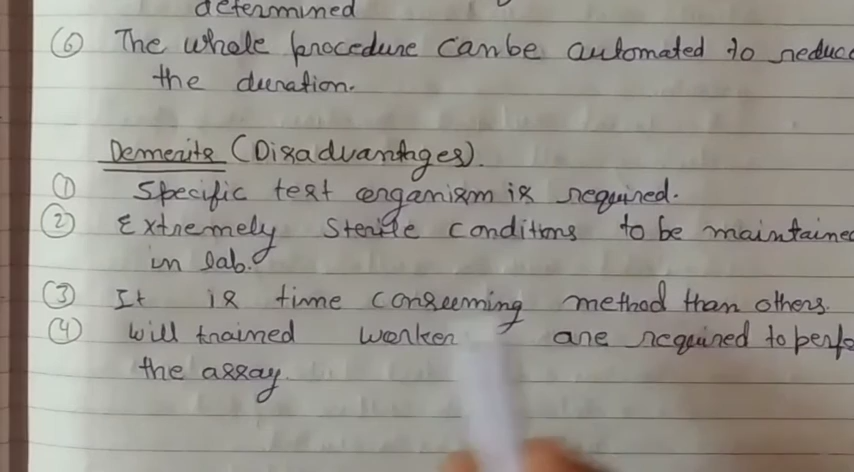 determined
⑥ The whole procedure canbe automated to reduce
the duration.
Demerits (Disadvantages).
① Specific test organism is required.
② Extremely sterile conditions to be maintained
in lab.
③ It is time consuming method than others.
④ Will trained worker are required to perfo
the assay.